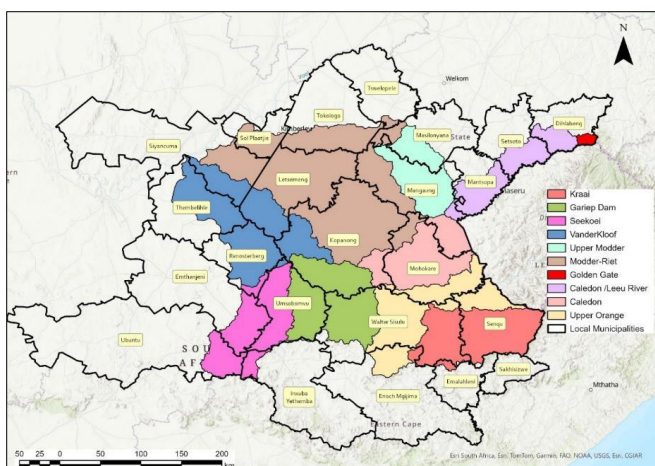 N
Welkom
Tswelopele
Tokologo
Masilonyana
State
Dihlabeng
Setsoto
Sol Plaatje
Kimberley
Siyancuma
Letsemeng
Mangaung
Mantsopa
Maseru
Thembelihle
Kopanong
Renosterberg
Mohokare
Emthanjeni
Umsobomvu
Walter Sisulu
Senqu
Ubuntu
SOU
AF
Sakhisizwe
Emalahleni
Mthatha
Inxuba
Yethemba
Enoch Mgijima
Eastern Cape
Kraai
Gariep Dam
Seekoei
VanderKloof
Upper Modder
Modder-Riet
Golden Gate
Caledon /Leeu River
Caledon
Upper Orange
Local Municipalities
50 25 0 50 100 150 200
km
Esri South Africa, Esri, TomTom, Garmin, FAO, NOAA, USGS, Esri, CGIAR